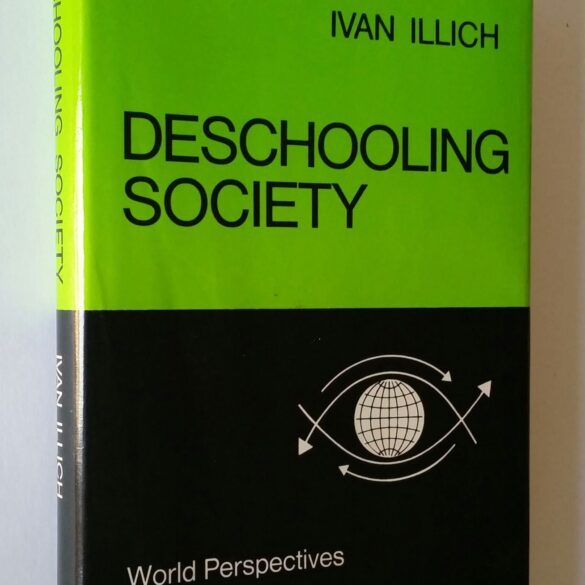 IVAN ILLICH
DESCHOOLING
SOCIETY
World Perspectives
HOOLING SOCIETY
IVAN ILLICH